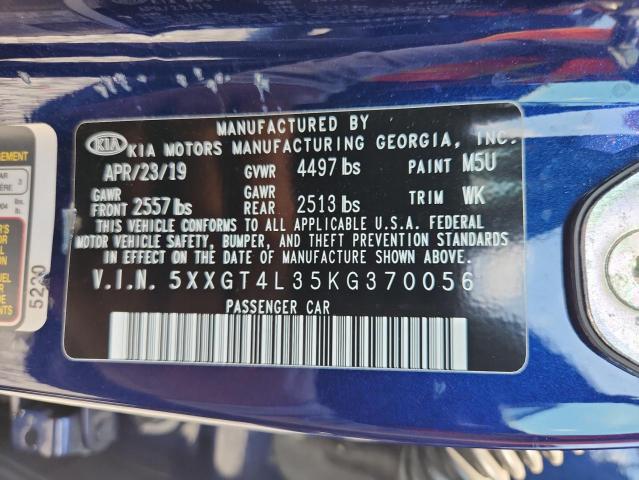 MANUFACTURED BY
KIA KIA MOTORS MANUFACTURING GEORGIA, INC.
APR/23/19 GVWR 4497 lbs PAINT M5U
GAWR FRONT 2557 lbs GAWR REAR 2513 lbs TRIM WK
THIS VEHICLE CONFORMS TO ALL APPLICABLE U.S.A. FEDERAL
MOTOR VEHICLE SAFETY, BUMPER, AND THEFT PREVENTION STANDARDS
IN EFFECT ON THE DATE OF MANUFACTURE SHOWN ABOVE.
V.I.N. 5XXGT4L35KG370056
PASSENGER CAR
5220